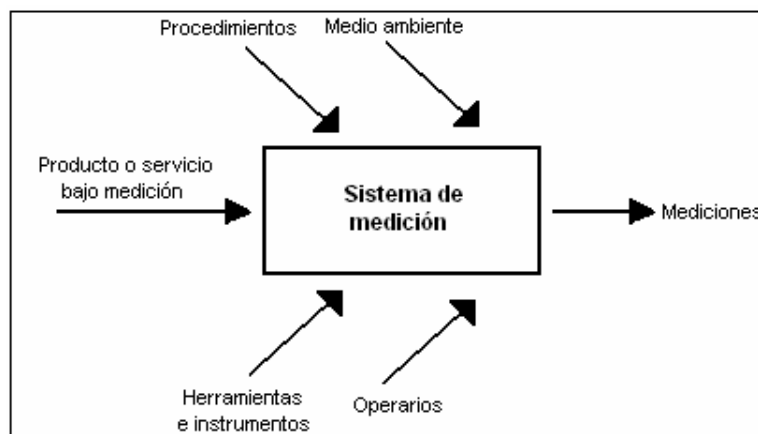 Procedimientos
Medio ambiente
Producto o servicio
bajo medición
Sistema de
medición
Mediciones
Herramientas
e instrumentos
Operarios